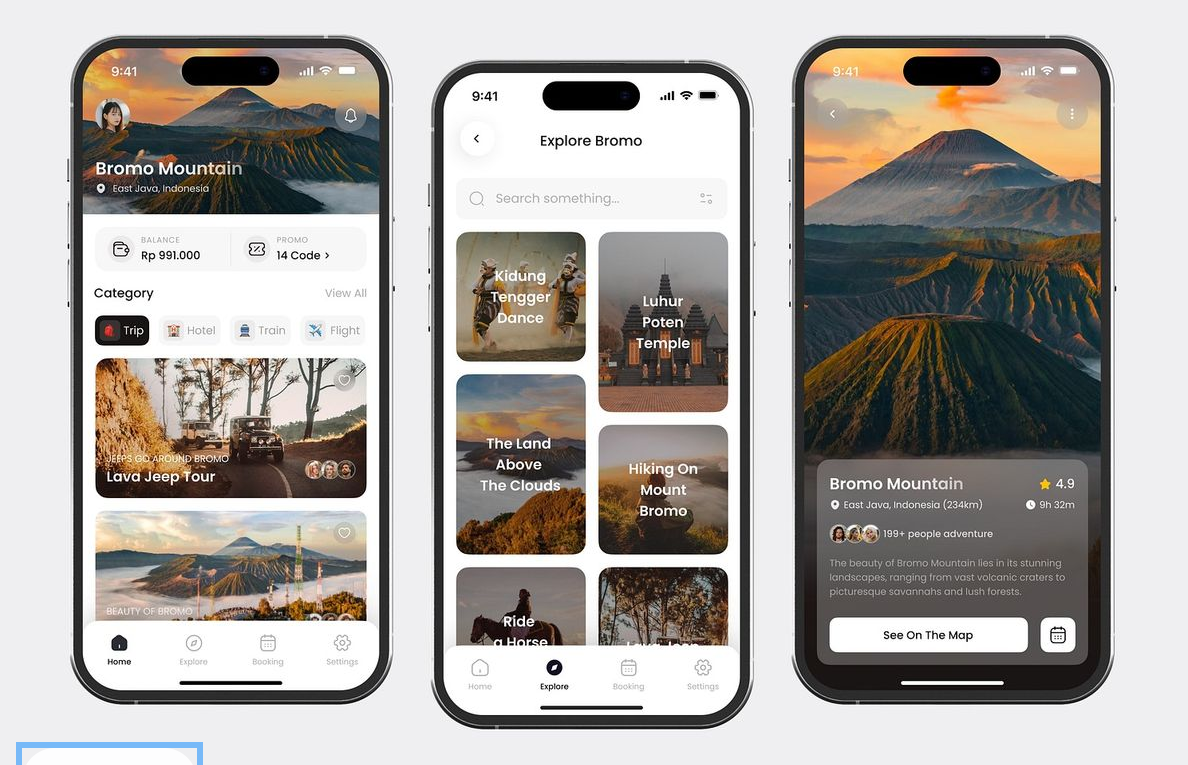 9:41
Bromo Mountain
East Java, Indonesia
BALANCE
Rp 991.000
PROMO
14 Code >
Category
View All
Trip
Hotel
Train
Flight
JEEPS GO AROUND BROMO
Lava Jeep Tour
BEAUTY OF BROMO
Home
Explore
Booking
Settings
9:41
Explore Bromo
Search something...
Kidung
Tengger
Dance
Luhur
Poten
Temple
The Land
Above
The Clouds
Hiking On
Mount
Bromo
Ride
a Horse
Home
Explore
Booking
Settings
9:41
Bromo Mountain
4.9
East Java, Indonesia (234km)
9h 32m
199+ people adventure
The beauty of Bromo Mountain lies in its stunning
landscapes, ranging from vast volcanic craters to
picturesque savannahs and lush forests.
See On The Map